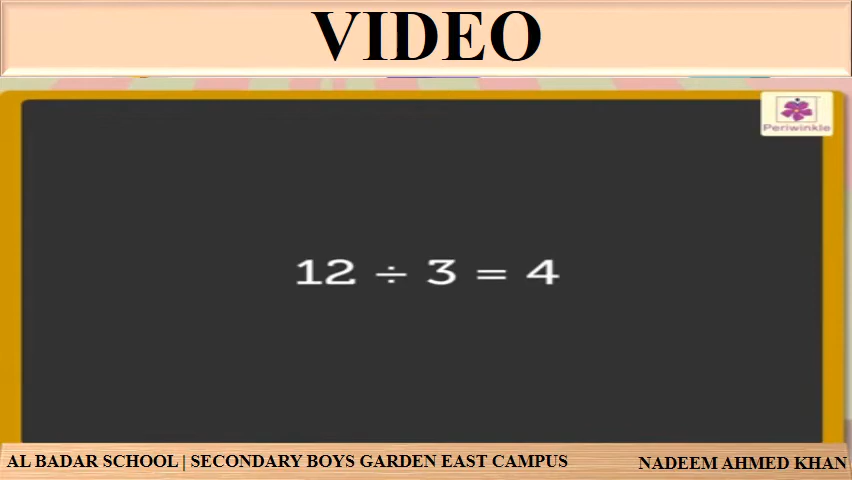 VIDEO
Periwinkle
12 ÷ 3 = 4
AL BADAR SCHOOL | SECONDARY BOYS GARDEN EAST CAMPUS
NADEEM AHMED KHAN